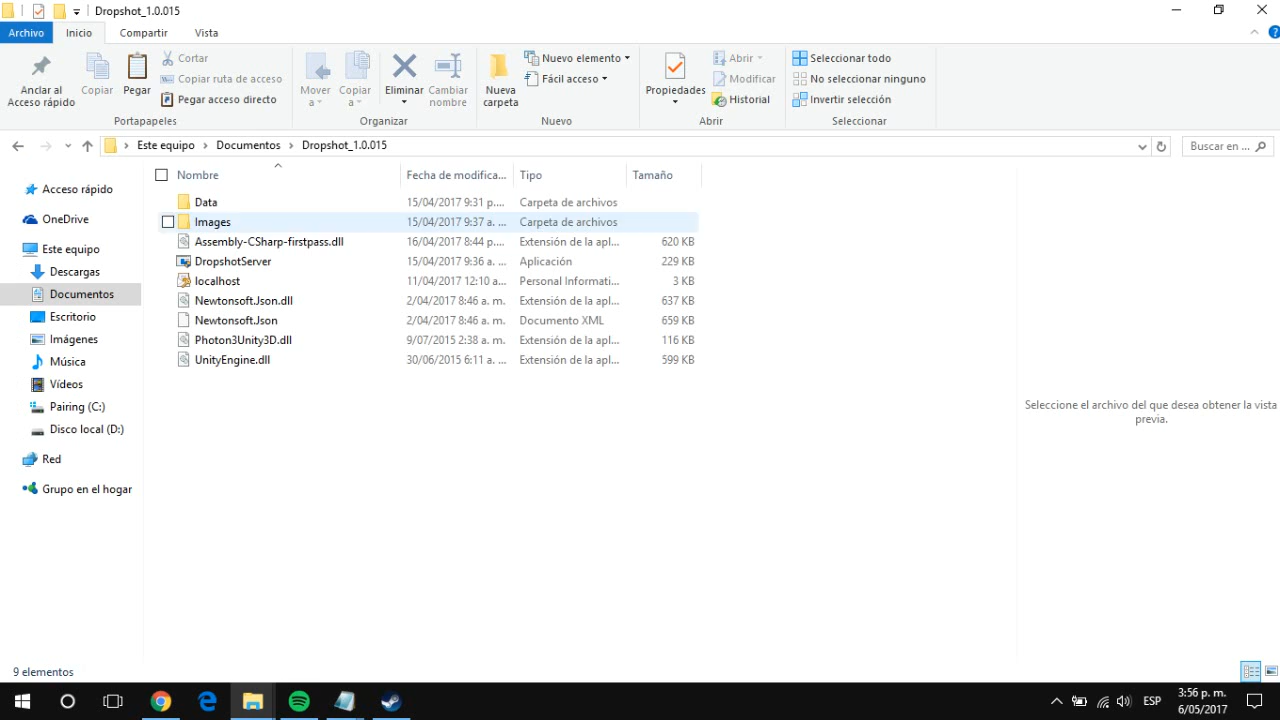 Dropshot_1.0.015
Archivo Inicio Compartir Vista
Anclar al Acceso rápido
Copiar
Pegar
Cortar
Copiar ruta de acceso
Pegar acceso directo
Portapapeles
Mover a
Copiar a
Eliminar
Cambiar nombre
Organizar
Nueva carpeta
Nuevo elemento
Fácil acceso
Nuevo
Propiedades
Abrir
Modificar
Historial
Abrir
Seleccionar todo
No seleccionar ninguno
Invertir selección
Seleccionar
Este equipo > Documentos > Dropshot_1.0.015
Buscar en ...
Acceso rápido
OneDrive
Este equipo
Descargas
Documentos
Escritorio
Imágenes
Música
Vídeos
Pairing (C:)
Disco local (D:)
Red
Grupo en el hogar
Nombre Fecha de modifica... Tipo Tamaño
Data 15/04/2017 9:31 p.... Carpeta de archivos
Images 15/04/2017 9:37 a. ... Carpeta de archivos
Assembly-CSharp-firstpass.dll 16/04/2017 8:44 p.... Extensión de la apl... 620 KB
DropshotServer 15/04/2017 9:36 a. ... Aplicación 229 KB
localhost 11/04/2017 12:10 a... Personal Informati... 3 KB
Newtonsoft.Json.dll 2/04/2017 8:46 a. m. Extensión de la apl... 637 KB
Newtonsoft.Json 2/04/2017 8:46 a. m. Documento XML 659 KB
Photon3Unity3D.dll 9/07/2015 2:38 a. m. Extensión de la apl... 116 KB
UnityEngine.dll 30/06/2015 6:11 a. ... Extensión de la apl... 599 KB
Seleccione el archivo del que desea obtener la vista
previa.
9 elementos
ESP
3:56 p. m.
6/05/2017